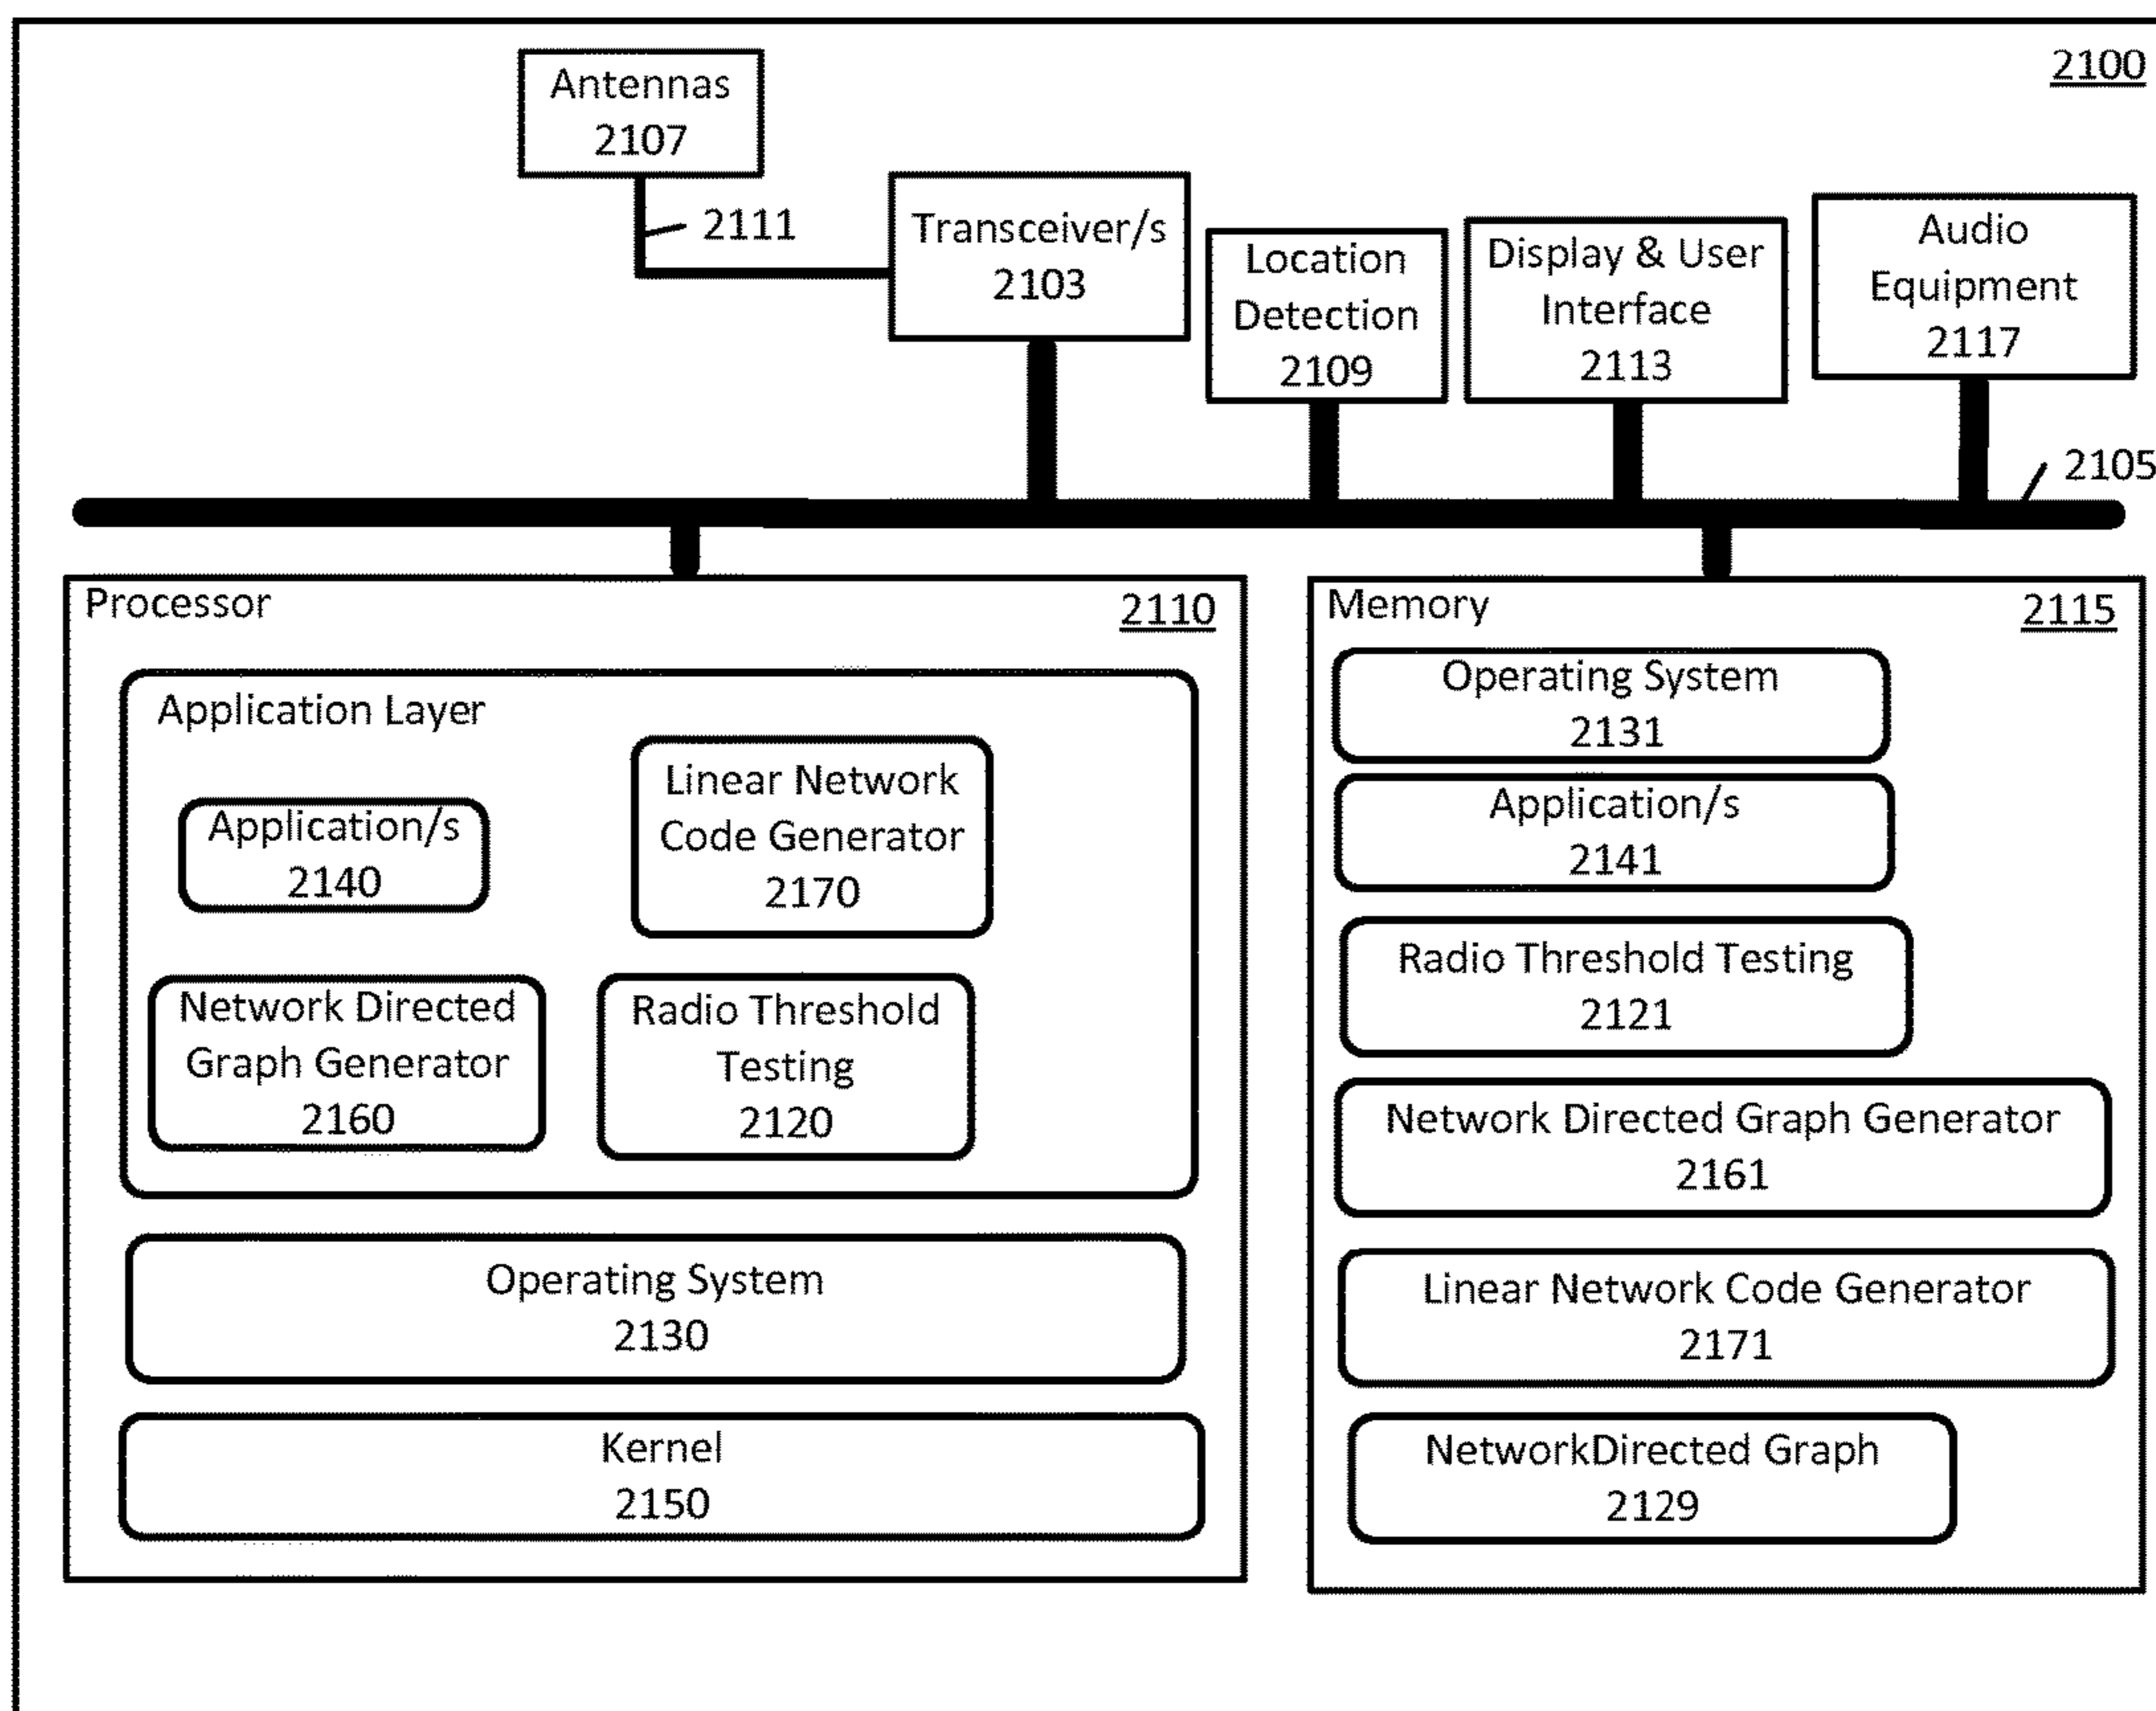 2100
Antennas
2107
2111
Transceiver/s
2103
Location
Detection
2109
Display & User
Interface
2113
Audio
Equipment
2117
2105
Processor
2110
Application Layer
Application/s
2140
Linear Network
Code Generator
2170
Network Directed
Graph Generator
2160
Radio Threshold
Testing
2120
Operating System
2130
Kernel
2150
Memory
2115
Operating System
2131
Application/s
2141
Radio Threshold Testing
2121
Network Directed Graph Generator
2161
Linear Network Code Generator
2171
NetworkDirected Graph
2129